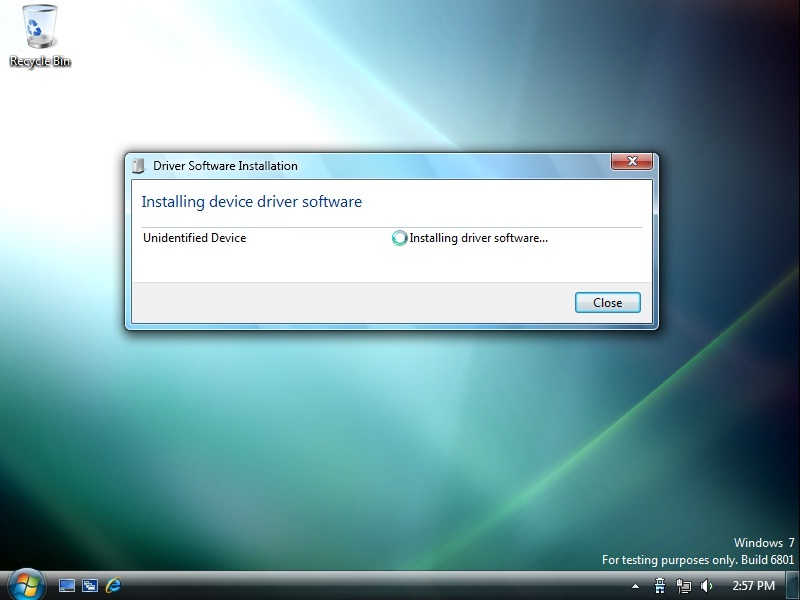 Recycle Bin
Driver Software Installation
Installing device driver software
Unidentified Device
Installing driver software...
Close
Windows 7
For testing purposes only. Build 6801
2:57 PM